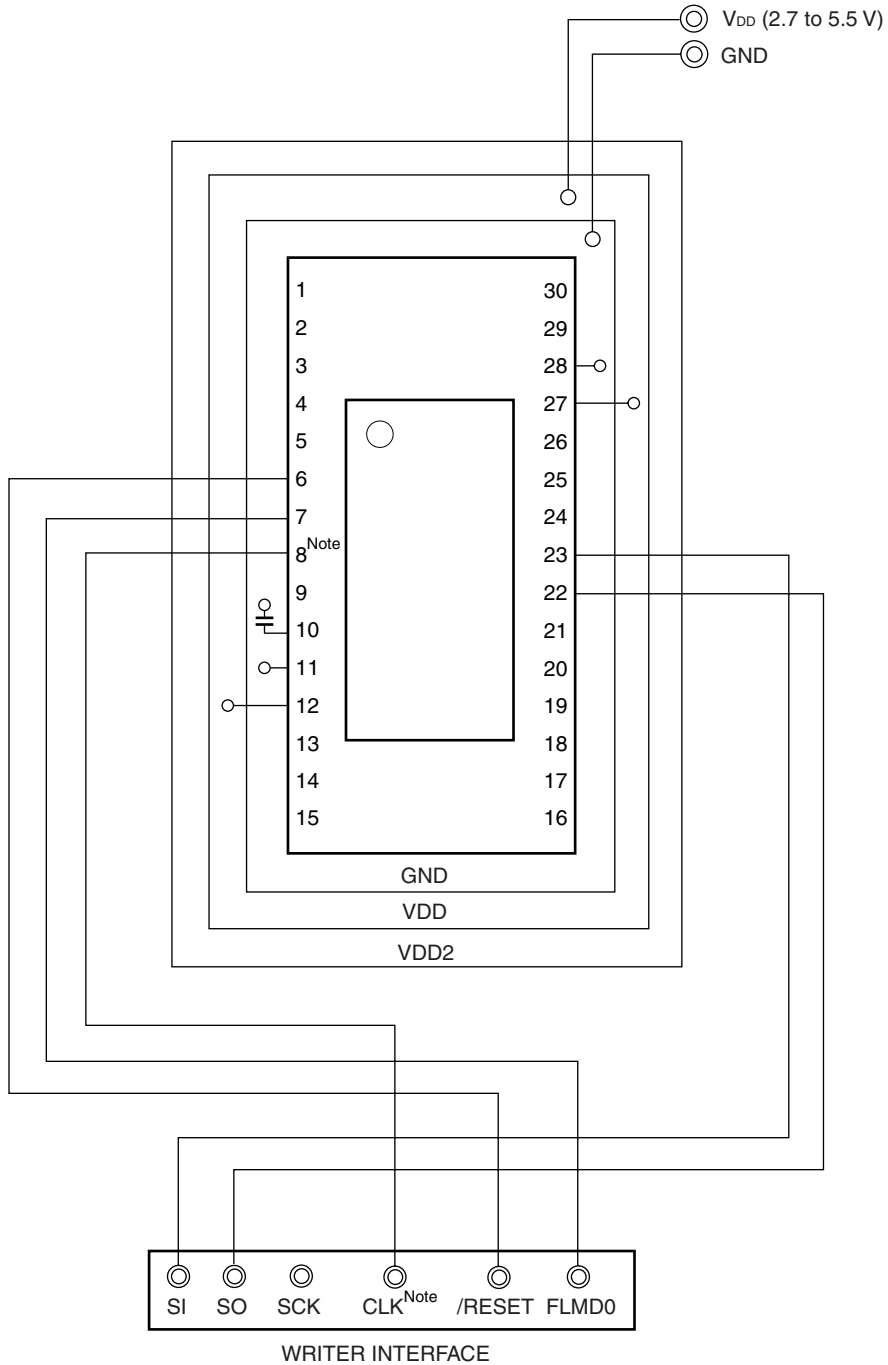 VDD (2.7 to 5.5 V)
GND
1 30
2 29
3 28
4 27
5 26
6 25
7 24
8Note 23
9 22
10 21
11 20
12 19
13 18
14 17
15 16
GND
VDD
VDD2
SI SO SCK CLKNote /RESET FLMD0
WRITER INTERFACE